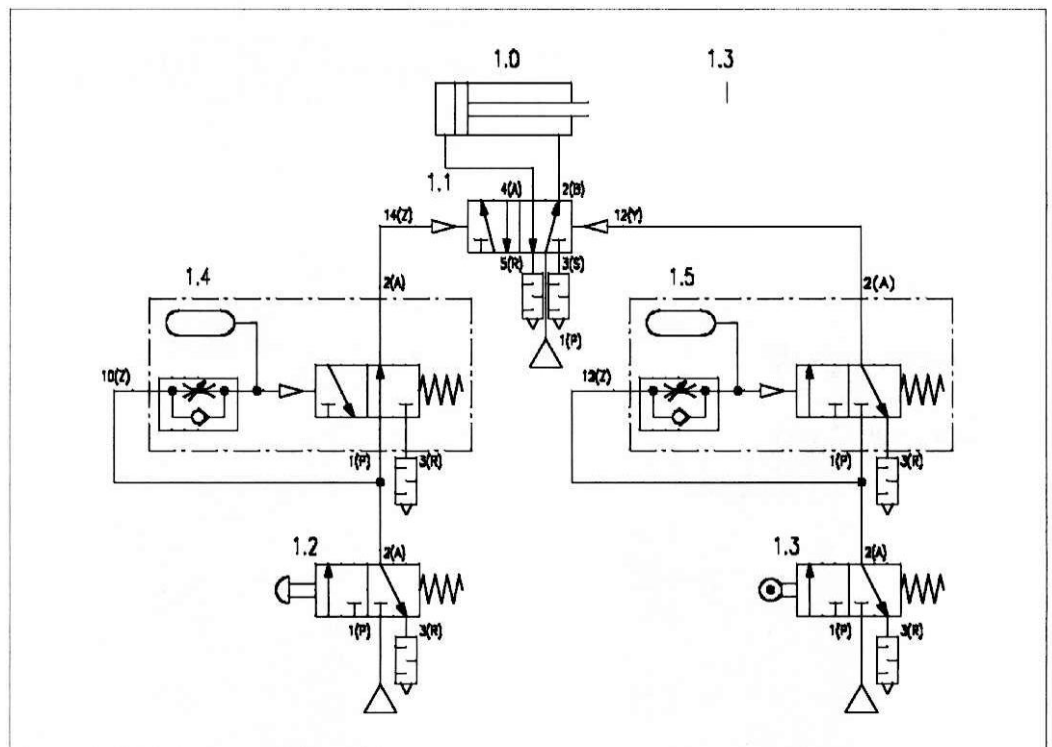 1.0 1.3
1.1 4(A) 2(B)
14(Z) 12(Y)
5(R) 3(S)
1.4 2(A) 1.5 2(A)
1(P)
10(Z) 12(Z)
1(P) 3(R) 1(P) 3(R)
1.2 2(A) 1.3 2(A)
1(P) 3(R) 1(P) 3(R)